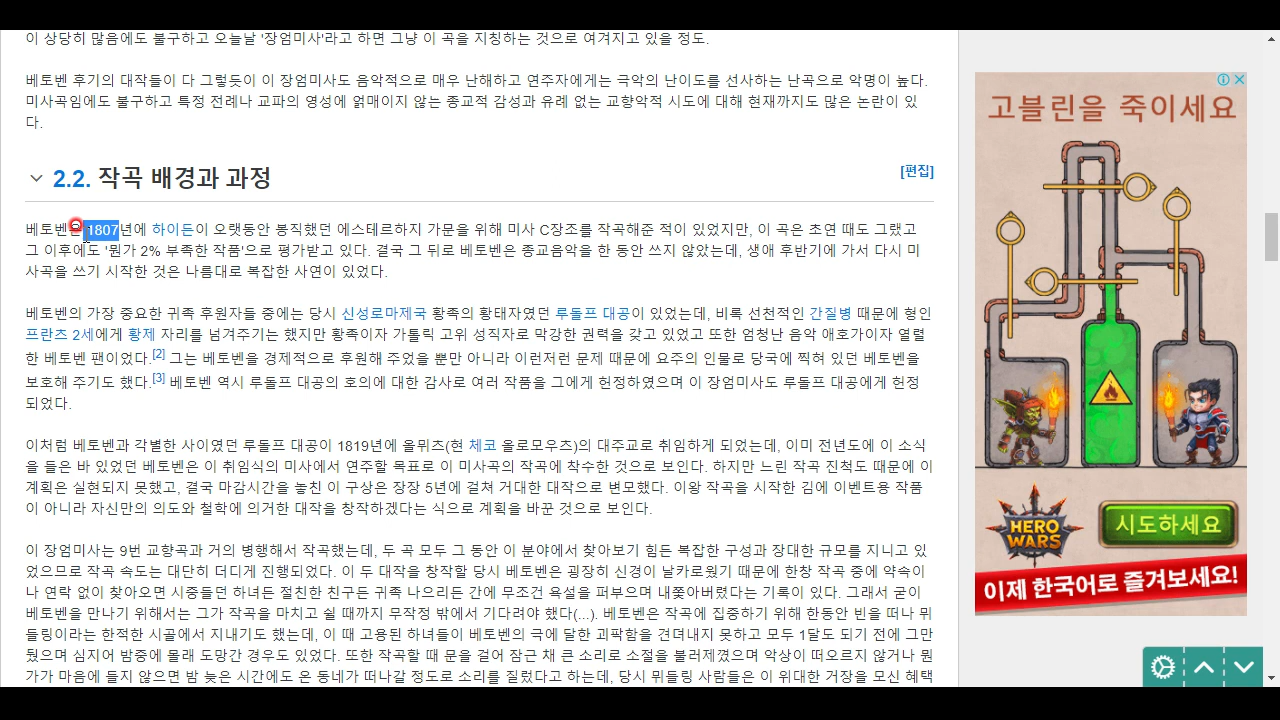 이 상당히 많음에도 불구하고 오늘날 '장엄미사'라고 하면 그냥 이 곡을 지칭하는 것으로 여겨지고 있을 정도.
베토벤 후기의 대작들이 다 그렇듯이 이 장엄미사도 음악적으로 매우 난해하고 연주자에게는 극악의 난이도를 선사하는 난곡으로 악명이 높다.
미사곡임에도 불구하고 특정 전례나 교파의 영성에 얽매이지 않는 종교적 감성과 유례 없는 교향악적 시도에 대해 현재까지도 많은 논란이 있
다.
2.2. 작곡 배경과 과정
[편집]
베토벤은 1807년에 하이든이 오랫동안 봉직했던 에스테르하지 가문을 위해 미사 C장조를 작곡해준 적이 있었지만, 이 곡은 초연 때도 그랬고
그 이후에도 '뭔가 2% 부족한 작품'으로 평가받고 있다. 결국 그 뒤로 베토벤은 종교음악을 한 동안 쓰지 않았는데, 생애 후반기에 가서 다시 미
사곡을 쓰기 시작한 것은 나름대로 복잡한 사연이 있었다.
베토벤의 가장 중요한 귀족 후원자들 중에는 당시 신성로마제국 황족의 황태자였던 루돌프 대공이 있었는데, 비록 선천적인 간질병 때문에 형인
프란츠 2세에게 황제 자리를 넘겨주기는 했지만 황족이자 가톨릭 고위 성직자로 막강한 권력을 갖고 있었고 또한 엄청난 음악 애호가이자 열렬
한 베토벤 팬이었다.[2] 그는 베토벤을 경제적으로 후원해 주었을 뿐만 아니라 이런저런 문제 때문에 요주의 인물로 당국에 찍혀 있던 베토벤을
보호해 주기도 했다.[3] 베토벤 역시 루돌프 대공의 호의에 대한 감사로 여러 작품을 그에게 헌정하였으며 이 장엄미사도 루돌프 대공에게 헌정
되었다.
이처럼 베토벤과 각별한 사이였던 루돌프 대공이 1819년에 올뮈츠(현 체코 올로모우츠)의 대주교로 취임하게 되었는데, 이미 전년도에 이 소식
을 들은 바 있었던 베토벤은 이 취임식의 미사에서 연주할 목표로 이 미사곡의 작곡에 착수한 것으로 보인다. 하지만 느린 작곡 진척도 때문에 이
계획은 실현되지 못했고, 결국 마감시간을 놓친 이 구상은 장장 5년에 걸쳐 거대한 대작으로 변모했다. 이왕 작곡을 시작한 김에 이벤트용 작품
이 아니라 자신만의 의도와 철학에 의거한 대작을 창작하겠다는 식으로 계획을 바꾼 것으로 보인다.
이 장엄미사는 9번 교향곡과 거의 병행해서 작곡했는데, 두 곡 모두 그 동안 이 분야에서 찾아보기 힘든 복잡한 구성과 장대한 규모를 지니고 있
었으므로 작곡 속도는 대단히 더디게 진행되었다. 이 두 대작을 창작할 당시 베토벤은 굉장히 신경이 날카로웠기 때문에 한창 작곡 중에 약속이
나 연락 없이 찾아오면 시중들던 하녀든 절친한 친구든 귀족 나으리든 간에 무조건 욕설을 퍼부으며 내쫓아버렸다는 기록이 있다. 그래서 굳이
베토벤을 만나기 위해서는 그가 작곡을 마치고 쉴 때까지 무작정 밖에서 기다려야 했다(...). 베토벤은 작곡에 집중하기 위해 한동안 빈을 떠나 뮈
들링이라는 한적한 시골에서 지내기도 했는데, 이 때 고용된 하녀들이 베토벤의 극에 달한 괴팍함을 견뎌내지 못하고 모두 1달도 되기 전에 그만
뒀으며 심지어 밤중에 몰래 도망간 경우도 있었다. 또한 작곡할 때 문을 걸어 잠근 채 큰 소리로 소절을 불러제꼈으며 악상이 떠오르지 않거나 뭔
가가 마음에 들지 않으면 밤 늦은 시간에도 온 동네가 떠나갈 정도로 소리를 질렀다고 하는데, 당시 뮈들링 사람들은 이 위대한 거장을 모신 혜택
고블린을 죽이세요
HERO
WARS
시도하세요
이제 한국어로 즐겨보세요!